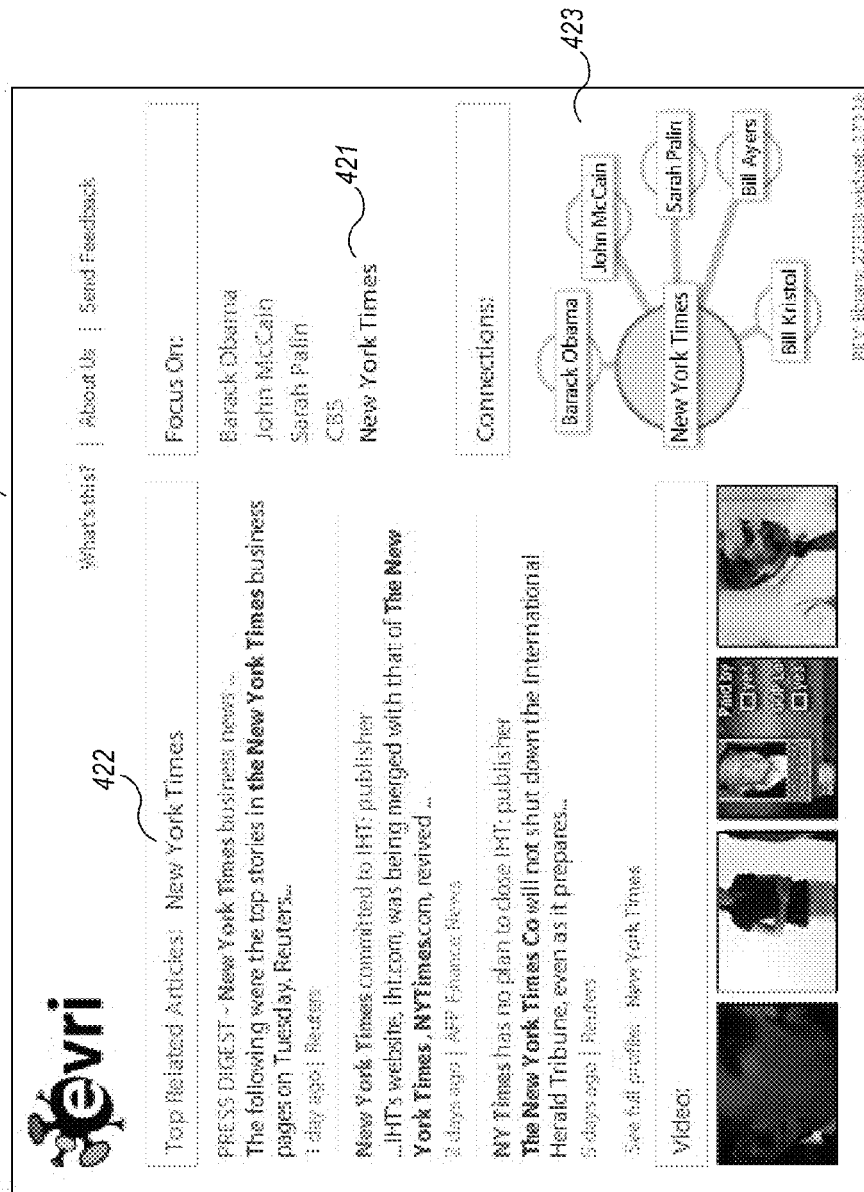 evri
What's this? | About Us | Send Feedback
Top Related Articles: New York Times
422
PRESS DIGEST - New York Times business news ...
The following were the top stories in the New York Times business
pages on Tuesday. Reuters...
1 day ago | Reuters
New York Times committed to IHT: publisher
...IHT's website, iht.com, was being merged with that of The New
York Times, NYTimes.com, revived ...
2 days ago | AFP Finance News
NY Times has no plan to close IHT: publisher
The New York Times Co will not shut down the International
Herald Tribune, even as it prepares...
5 days ago | Reuters
See full profile: New York Times
Video:
Paid by
Focus On:
Barack Obama
John McCain
Sarah Palin
CBS
New York Times
421
Connections:
423
Barack Obama
John McCain
Sarah Palin
Bill Ayers
Bill Kristol
New York Times